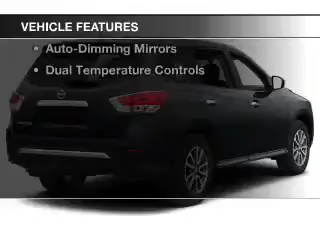 VEHICLE FEATURES
• Auto-Dimming Mirrors
• Dual Temperature Controls